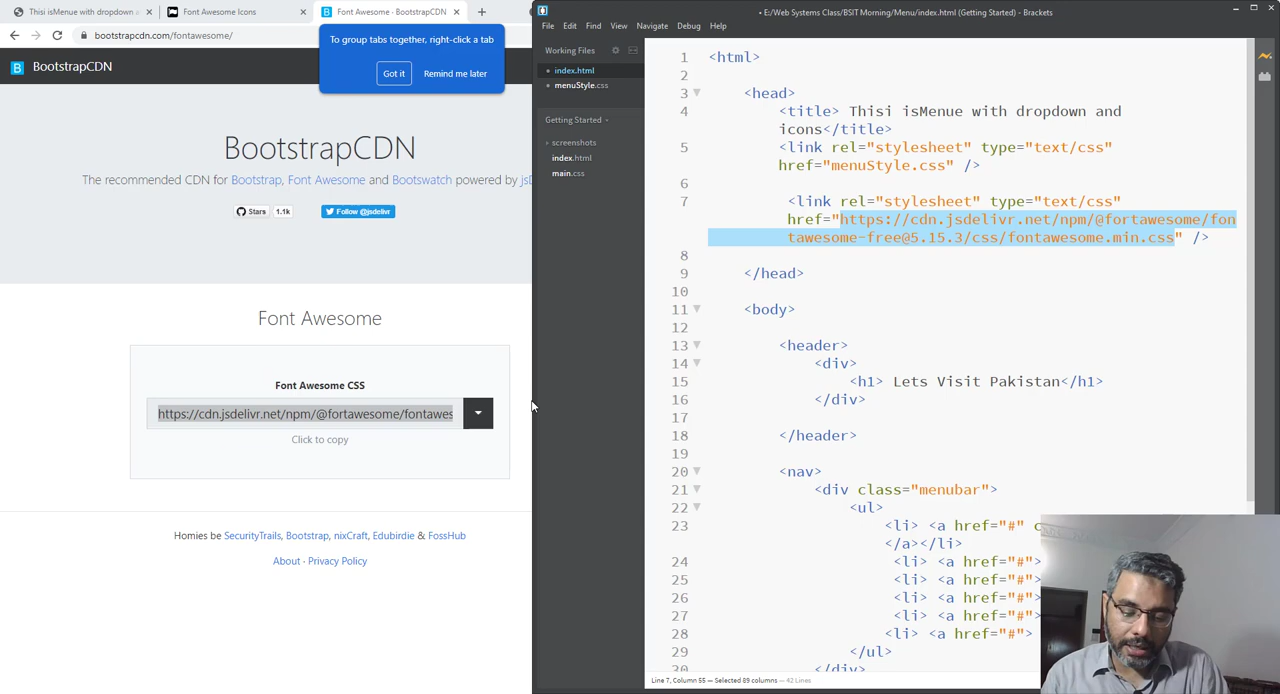 Thisi isMenue with dropdown a
Font Awesome Icons
Font Awesome · BootstrapCDN
bootstrapcdn.com/fontawesome/
To group tabs together, right-click a tab
Got it
Remind me later
B BootstrapCDN
BootstrapCDN
The recommended CDN for Bootstrap, Font Awesome and Bootswatch powered by jsD
Stars 1.1k
Follow @jsdelivr
Font Awesome
Font Awesome CSS
https://cdn.jsdelivr.net/npm/@fortawesome/fontawes
Click to copy
Homies be SecurityTrails, Bootstrap, nixCraft, Edubirdie & FossHub
About · Privacy Policy
• E:/Web Systems Class/BSIT Morning/Menu/index.html (Getting Started) - Brackets
File Edit Find View Navigate Debug Help
Working Files
index.html
menuStyle.css
Getting Started
screenshots
index.html
main.css
1 <html>
2
3 <head>
4 <title> Thisi isMenue with dropdown and
icons</title>
5 <link rel="stylesheet" type="text/css"
href="menuStyle.css" />
6
7 <link rel="stylesheet" type="text/css"
href="https://cdn.jsdelivr.net/npm/@fortawesome/fon
tawesome-free@5.15.3/css/fontawesome.min.css" />
8
9 </head>
10
11 <body>
12
13 <header>
14 <div>
15 <h1> Lets Visit Pakistan</h1>
16 </div>
17
18 </header>
19
20 <nav>
21 <div class="menubar">
22 <ul>
23 <li> <a href="#" c
</a></li>
24 <li> <a href="#">
25 <li> <a href="#">
26 <li> <a href="#">
27 <li> <a href="#">
28 <li> <a href="#">
29 </ul>
30 </div>
Line 7, Column 55 — Selected 89 columns — 42 Lines